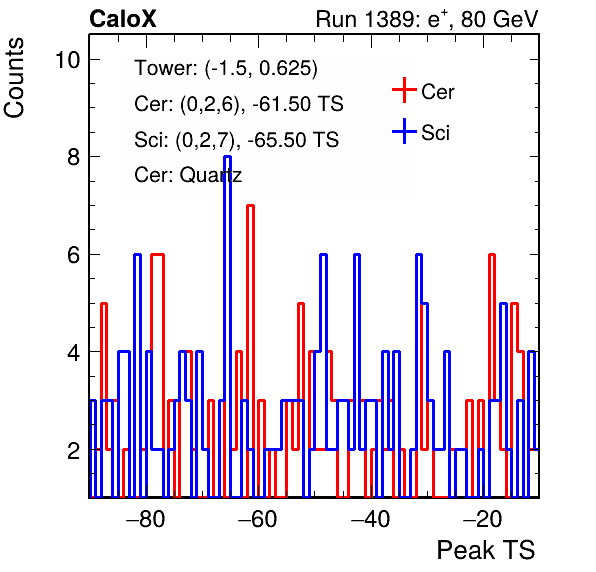 CaloX Run 1389: e⁺, 80 GeV
Counts
10
8
6
4
2
Tower: (-1.5, 0.625)
Cer: (0,2,6), -61.50 TS
Sci: (0,2,7), -65.50 TS
Cer: Quartz
Cer
Sci
−80 −60 −40 −20
Peak TS